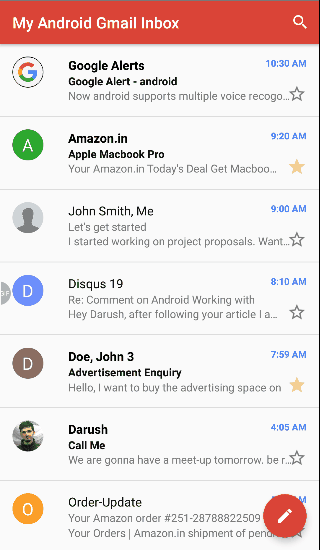 My Android Gmail Inbox
Google Alerts 10:30 AM
Google Alert - android
Now android supports multiple voice recogo...
A
Amazon.in 9:20 AM
Apple Macbook Pro
Your Amazon.in Today's Deal Get Macboo...
John Smith, Me 9:00 AM
Let's get started
I started working on project proposals. Want...
D
Disqus 19 8:10 AM
Re: Comment on Android Working with
Hey Darush, after following your article I a...
D
Doe, John 3 7:59 AM
Advertisement Enquiry
Hello, I want to buy the advertising space on
Darush 4:05 AM
Call Me
We are gonna have a meet-up tomorrow. be r...
O
Order-Update
Your Amazon order #251-28788822509
Your Orders | Amazon.in shipment of pend